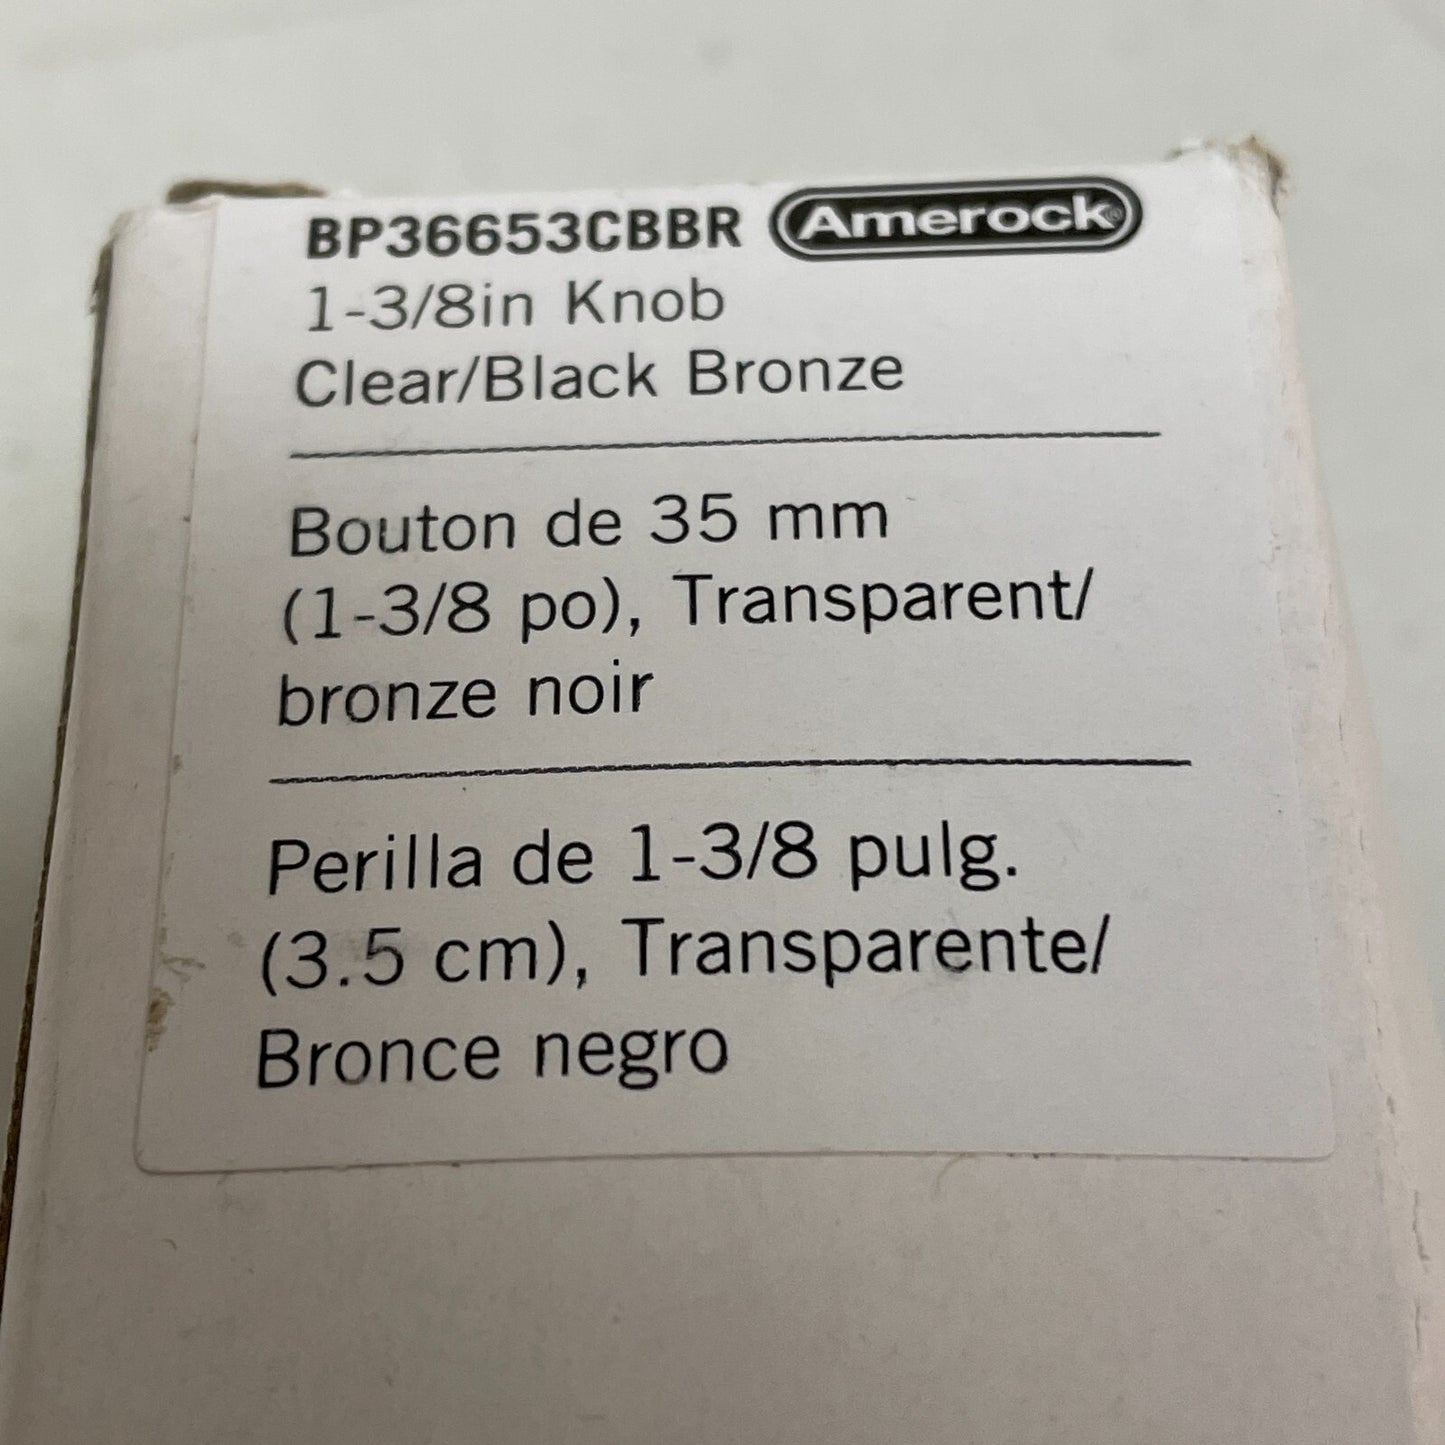 BP36653CBBR Amerock®
1-3/8in Knob
Clear/Black Bronze
Bouton de 35 mm
(1-3/8 po), Transparent/
bronze noir
Perilla de 1-3/8 pulg.
(3.5 cm), Transparente/
Bronce negro